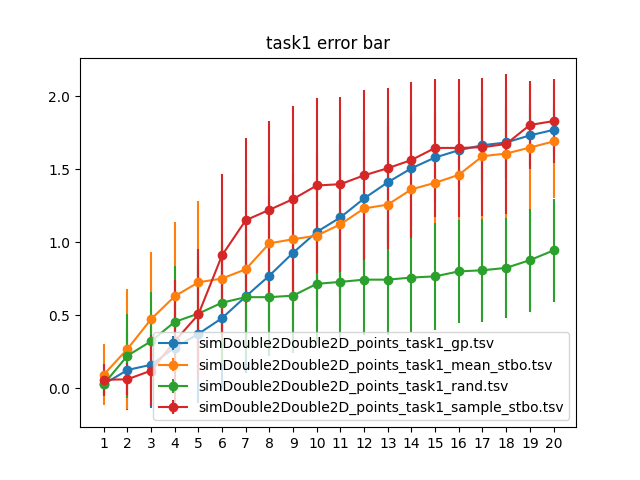 task1 error bar
2.0
1.5
1.0
0.5
0.0
simDouble2Double2D_points_task1_gp.tsv
simDouble2Double2D_points_task1_mean_stbo.tsv
simDouble2Double2D_points_task1_rand.tsv
simDouble2Double2D_points_task1_sample_stbo.tsv
1 2 3 4 5 6 7 8 9 10 11 12 13 14 15 16 17 18 19 20